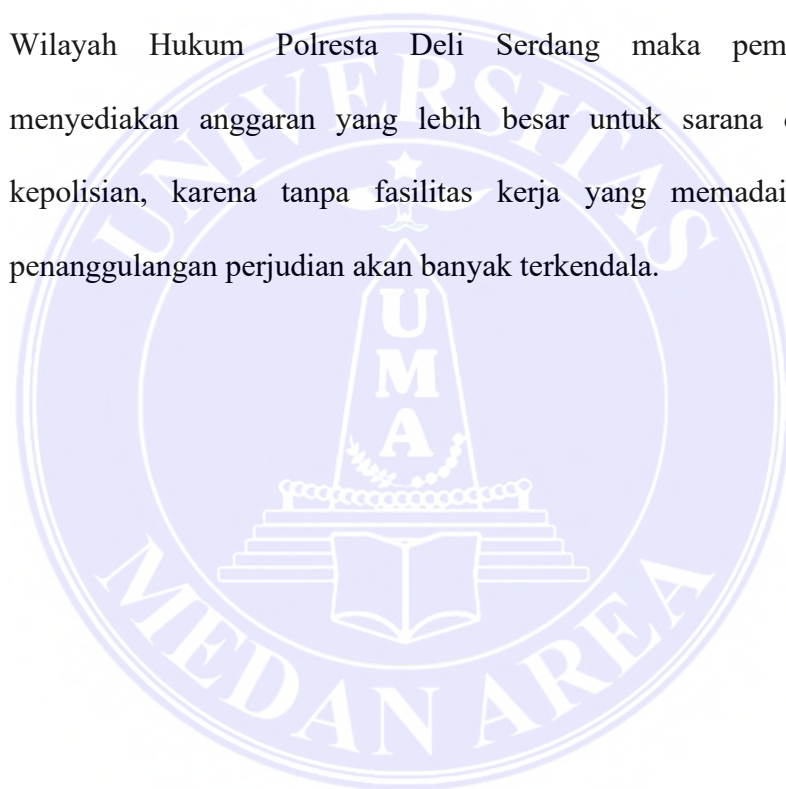 Wilayah Hukum Polresta Deli Serdang maka
menyediakan anggaran yang lebih besar untuk sarana
kepolisian, karena tanpa fasilitas kerja yang memadai
penanggulangan perjudian akan banyak terkendala.
UNIVERSITAS
UMA
MEDAN AREA